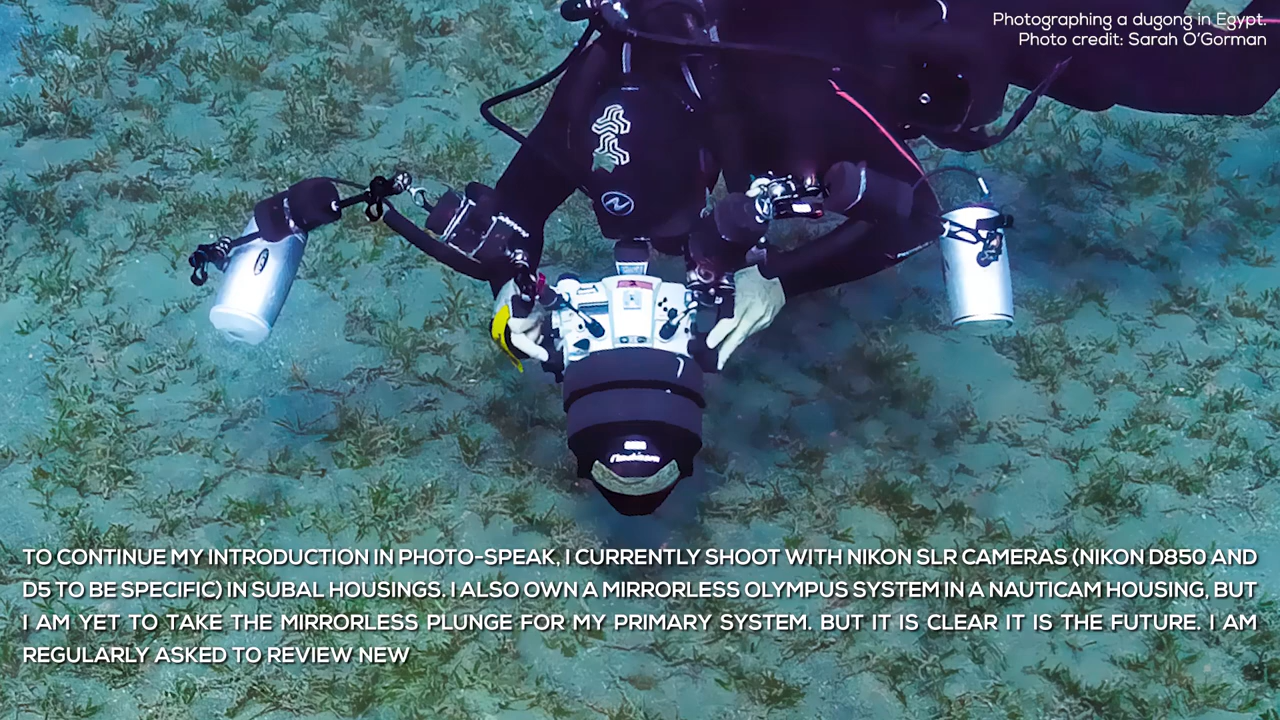 Photographing a dugong in Egypt.
Photo credit: Sarah O'Gorman
TO CONTINUE MY INTRODUCTION IN PHOTO-SPEAK, I CURRENTLY SHOOT WITH NIKON SLR CAMERAS (NIKON D850 AND
D5 TO BE SPECIFIC) IN SUBAL HOUSINGS. I ALSO OWN A MIRRORLESS OLYMPUS SYSTEM IN A NAUTICAM HOUSING, BUT
I AM YET TO TAKE THE MIRRORLESS PLUNGE FOR MY PRIMARY SYSTEM. BUT IT IS CLEAR IT IS THE FUTURE. I AM
REGULARLY ASKED TO REVIEW NEW